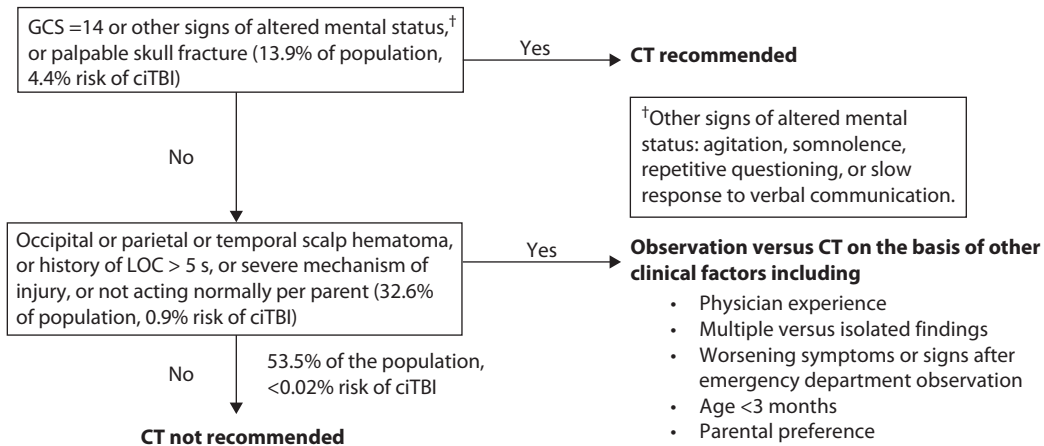 GCS =14 or other signs of altered mental status,†
or palpable skull fracture (13.9% of population,
4.4% risk of ciTBI)
Yes
CT recommended
†Other signs of altered mental
status: agitation, somnolence,
repetitive questioning, or slow
response to verbal communication.
No
Occipital or parietal or temporal scalp hematoma,
or history of LOC > 5 s, or severe mechanism of
injury, or not acting normally per parent (32.6%
of population, 0.9% risk of ciTBI)
Yes
Observation versus CT on the basis of other
clinical factors including
• Physician experience
• Multiple versus isolated findings
• Worsening symptoms or signs after
emergency department observation
• Age <3 months
• Parental preference
No
53.5% of the population,
<0.02% risk of ciTBI
CT not recommended